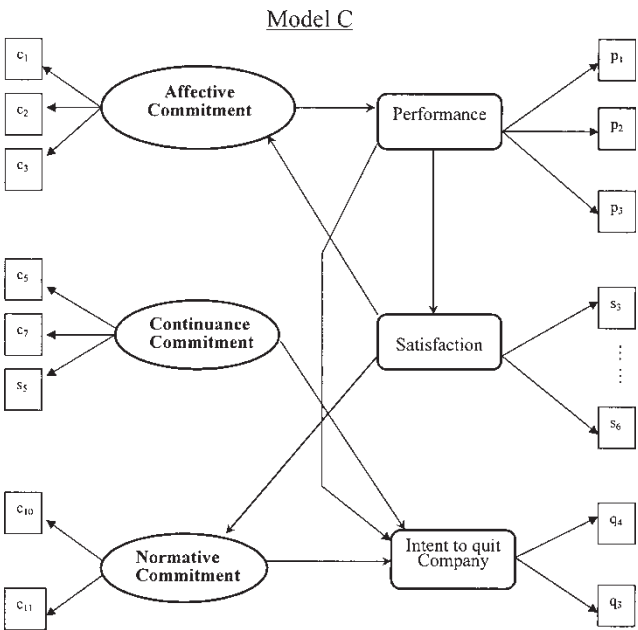 Model C
c₁
c₂
c₃
Affective
Commitment
Performance
p₁
p₂
p₃
c₅
c₇
s₅
Continuance
Commitment
Satisfaction
s₃
s₆
c₁₀
c₁₁
Normative
Commitment
Intent to quit
Company
q₄
q₃